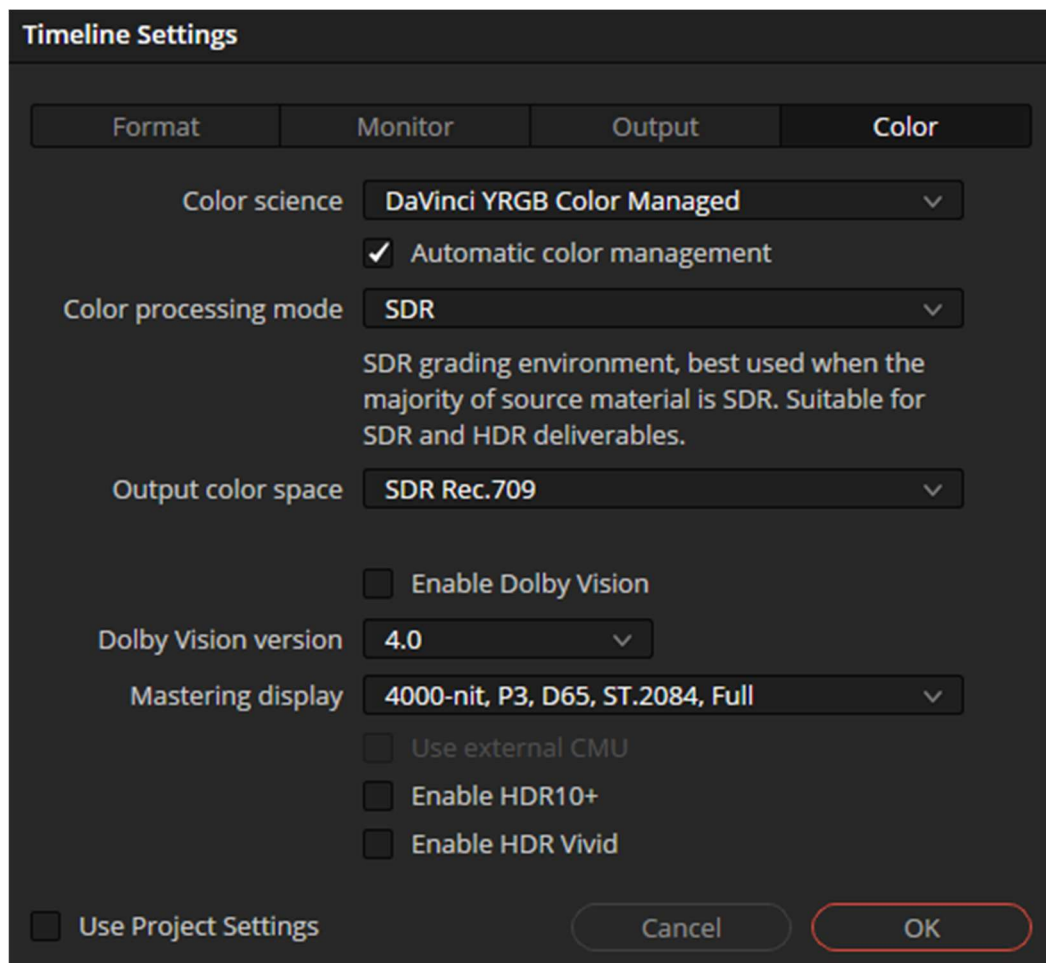 Timeline Settings
Format Monitor Output Color
Color science DaVinci YRGB Color Managed
Automatic color management
Color processing mode SDR
SDR grading environment, best used when the
majority of source material is SDR. Suitable for
SDR and HDR deliverables.
Output color space SDR Rec.709
Enable Dolby Vision
Dolby Vision version 4.0
Mastering display 4000-nit, P3, D65, ST.2084, Full
Use external CMU
Enable HDR10+
Enable HDR Vivid
Use Project Settings Cancel OK